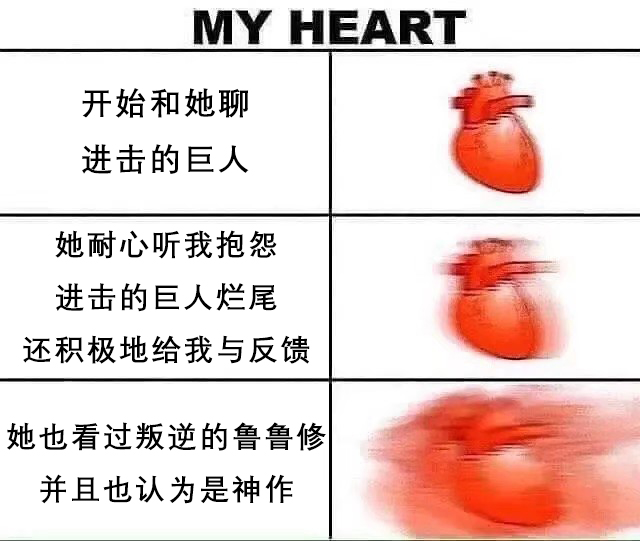 MY HEART
开始和她聊
进击的巨人
她耐心听我抱怨
进击的巨人烂尾
还积极地给我与反馈
她也看过叛逆的鲁鲁修
并且也认为是神作